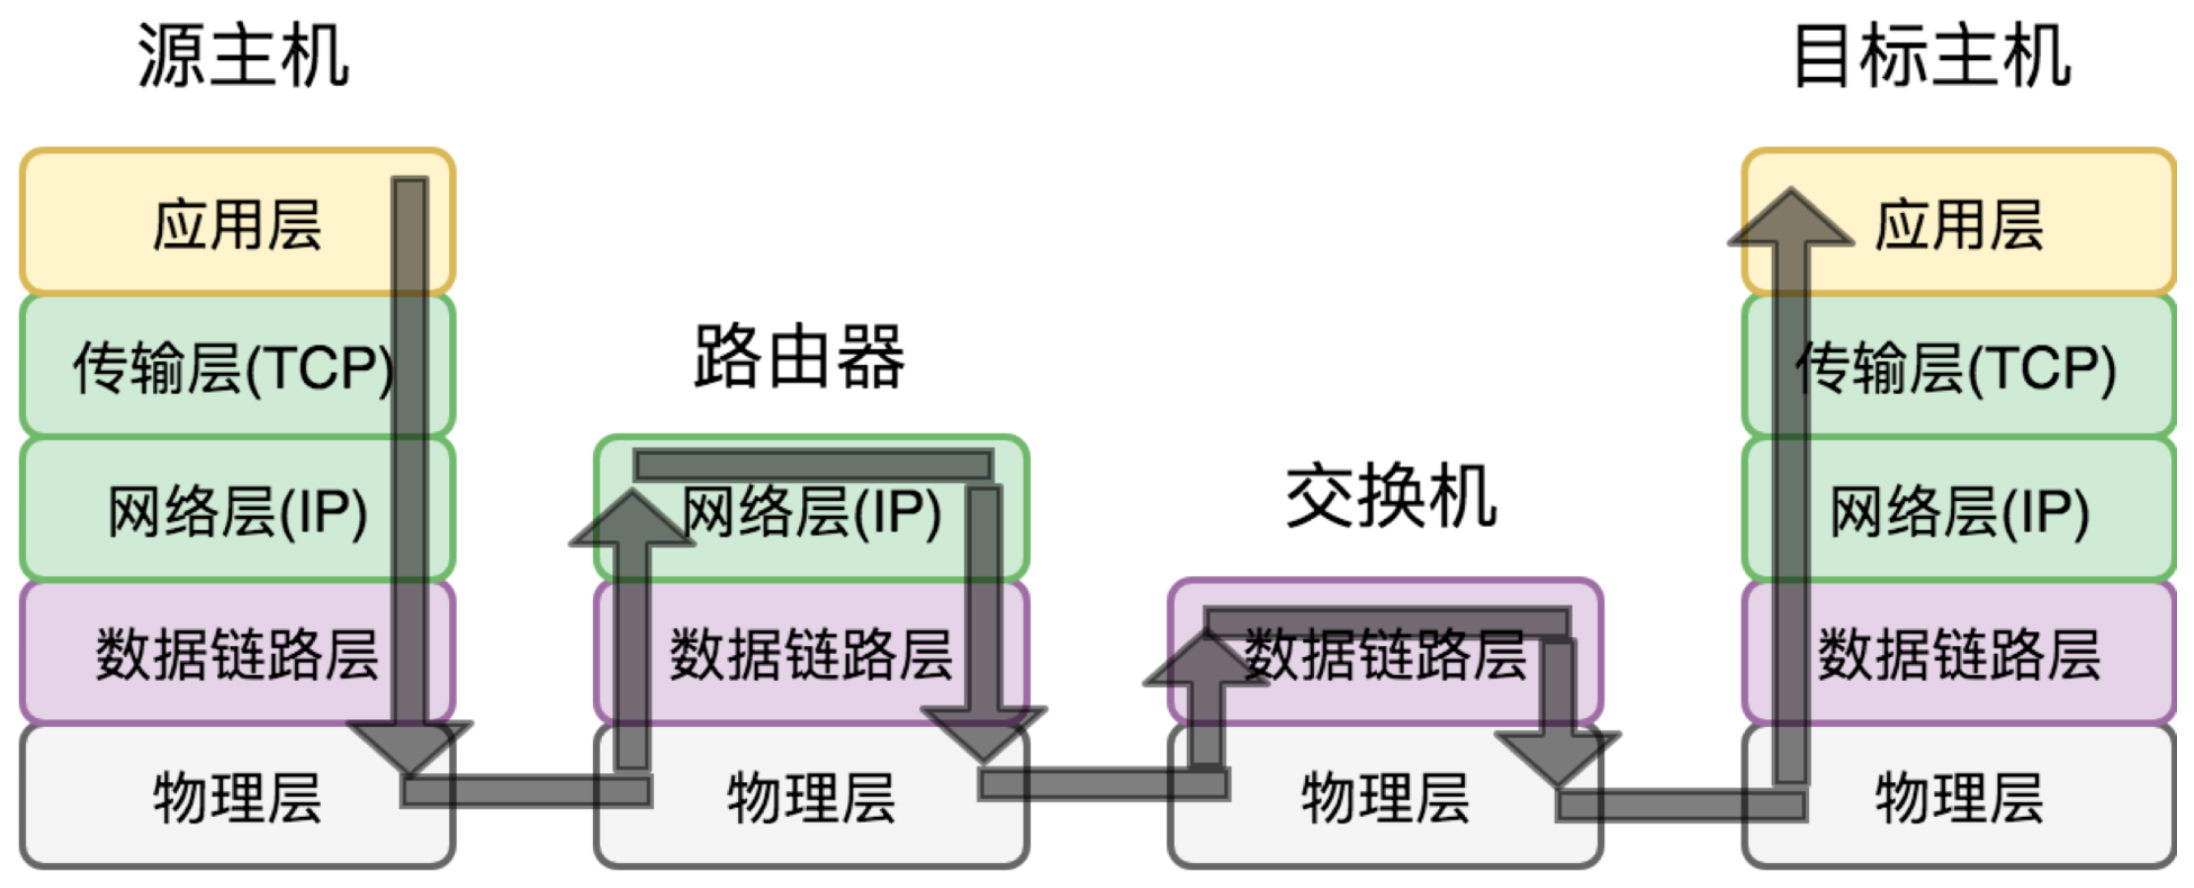 源主机
应用层
传输层(TCP)
网络层(IP)
数据链路层
物理层
路由器
网络层(IP)
数据链路层
物理层
交换机
数据链路层
物理层
目标主机
应用层
传输层(TCP)
网络层(IP)
数据链路层
物理层